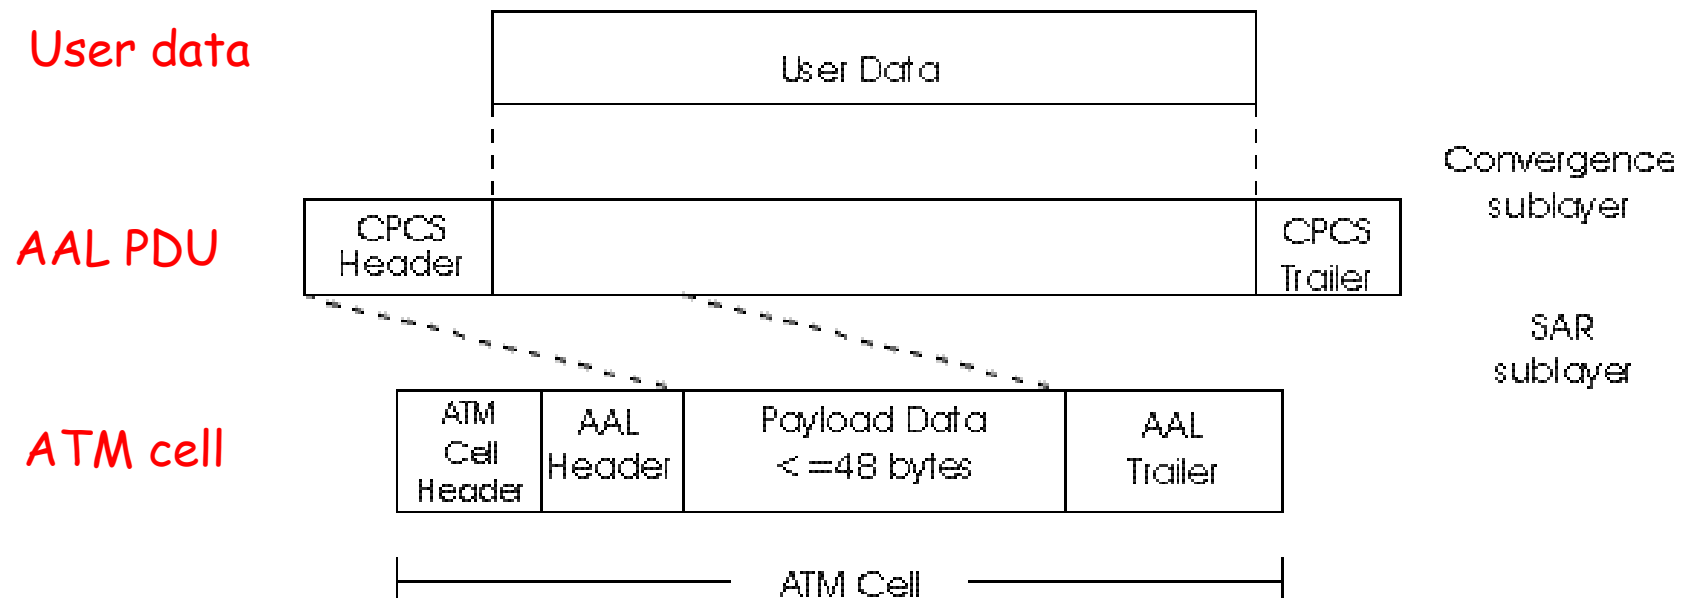 User data
User Data
Convergence
sublayer
AAL PDU
CPCS
Header
CPCS
Trailer
SAR
sublayer
ATM cell
ATM
Cell
Header
AAL
Header
Payload Data
<=48 bytes
AAL
Trailer
ATM Cell